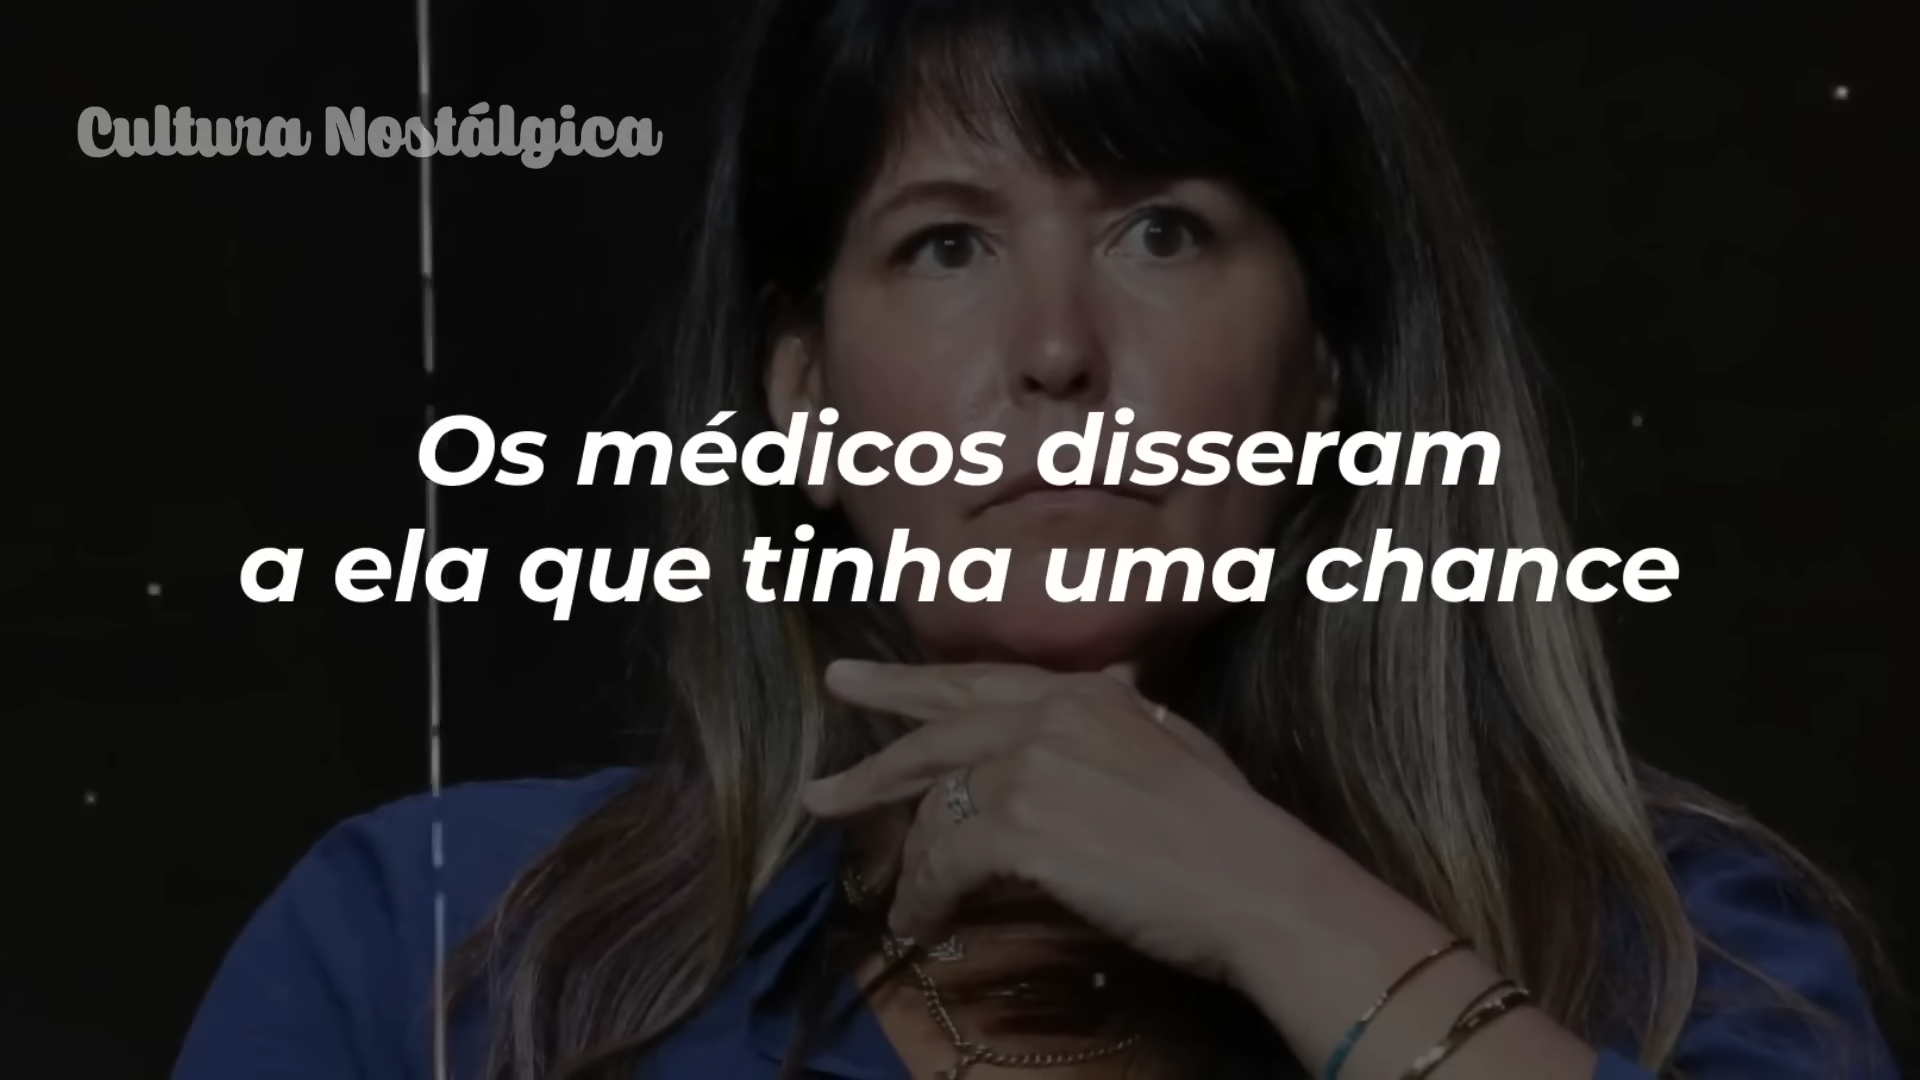 Cultura Nostálgica
Os médicos disseram
a ela que tinha uma chance